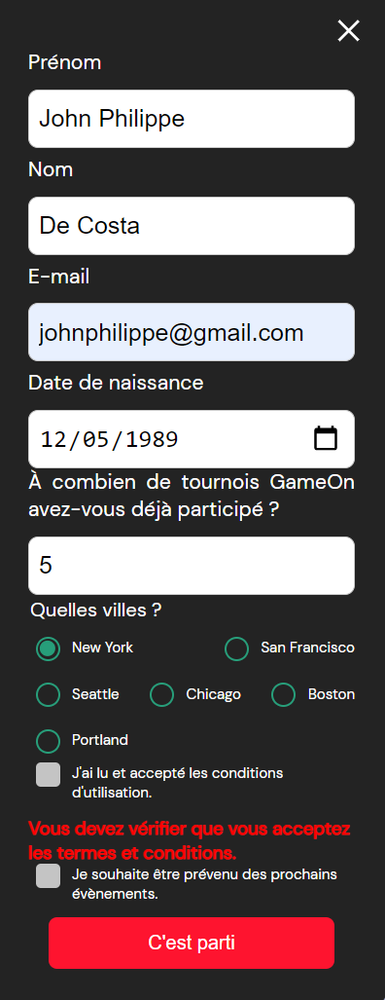 Prénom
John Philippe
Nom
De Costa
E-mail
johnphilippe@gmail.com
Date de naissance
12/05/1989
À combien de tournois GameOn
avez-vous déjà participé ?
5
Quelles villes ?
New York San Francisco
Seattle Chicago Boston
Portland
J'ai lu et accepté les conditions
d'utilisation.
Vous devez vérifier que vous acceptez
les termes et conditions.
Je souhaite être prévenu des prochains
évènements.
C'est parti